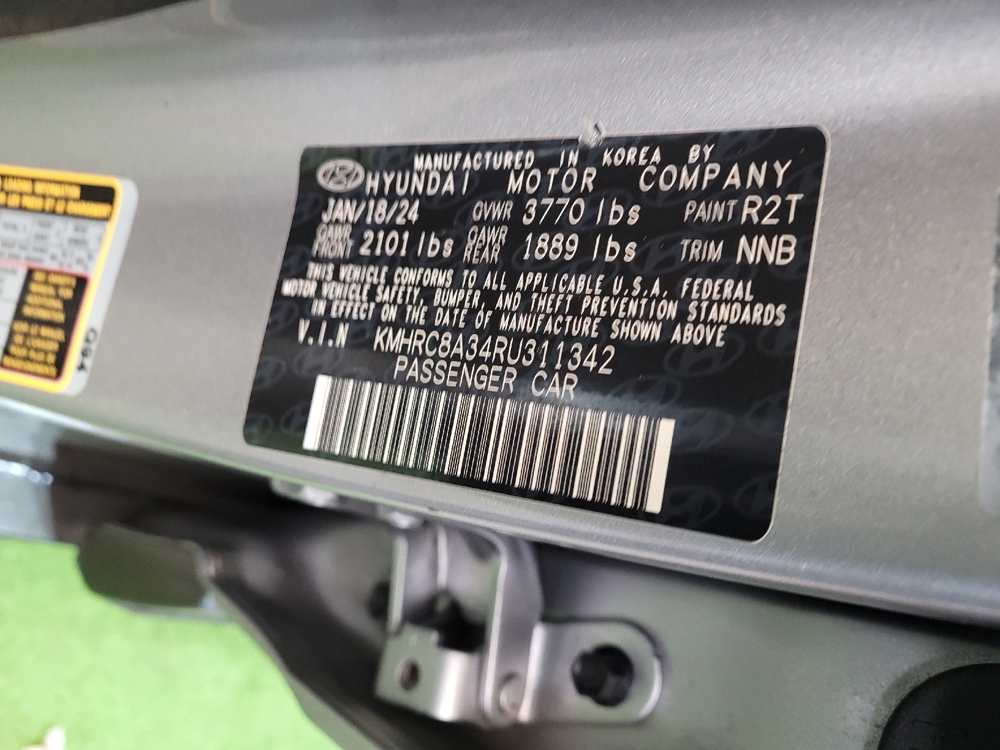 MANUFACTURED IN KOREA BY
HYUNDAI MOTOR COMPANY
JAN/18/24 GVWR 3770 lbs PAINT R2T
GAWR FRONT 2101 lbs GAWR REAR 1889 lbs TRIM NNB
THIS VEHICLE CONFORMS TO ALL APPLICABLE U.S.A. FEDERAL
MOTOR VEHICLE SAFETY, BUMPER, AND THEFT PREVENTION STANDARDS
IN EFFECT ON THE DATE OF MANUFACTURE SHOWN ABOVE
V.I.N KMHRC8A34RU311342
PASSENGER CAR